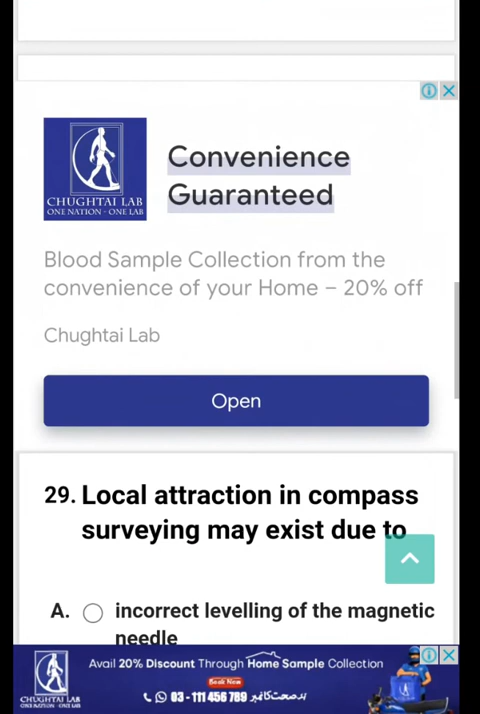 CHUGHTAI LAB
ONE NATION - ONE LAB
Convenience
Guaranteed
Blood Sample Collection from the
convenience of your Home – 20% off
Chughtai Lab
Open
29. Local attraction in compass
surveying may exist due to
A. incorrect levelling of the magnetic
needle
Avail 20% Discount Through Home Sample Collection
Book Now
03 - 111 456 789
CHUGHTAI LAB
ONE NATION - ONE LAB